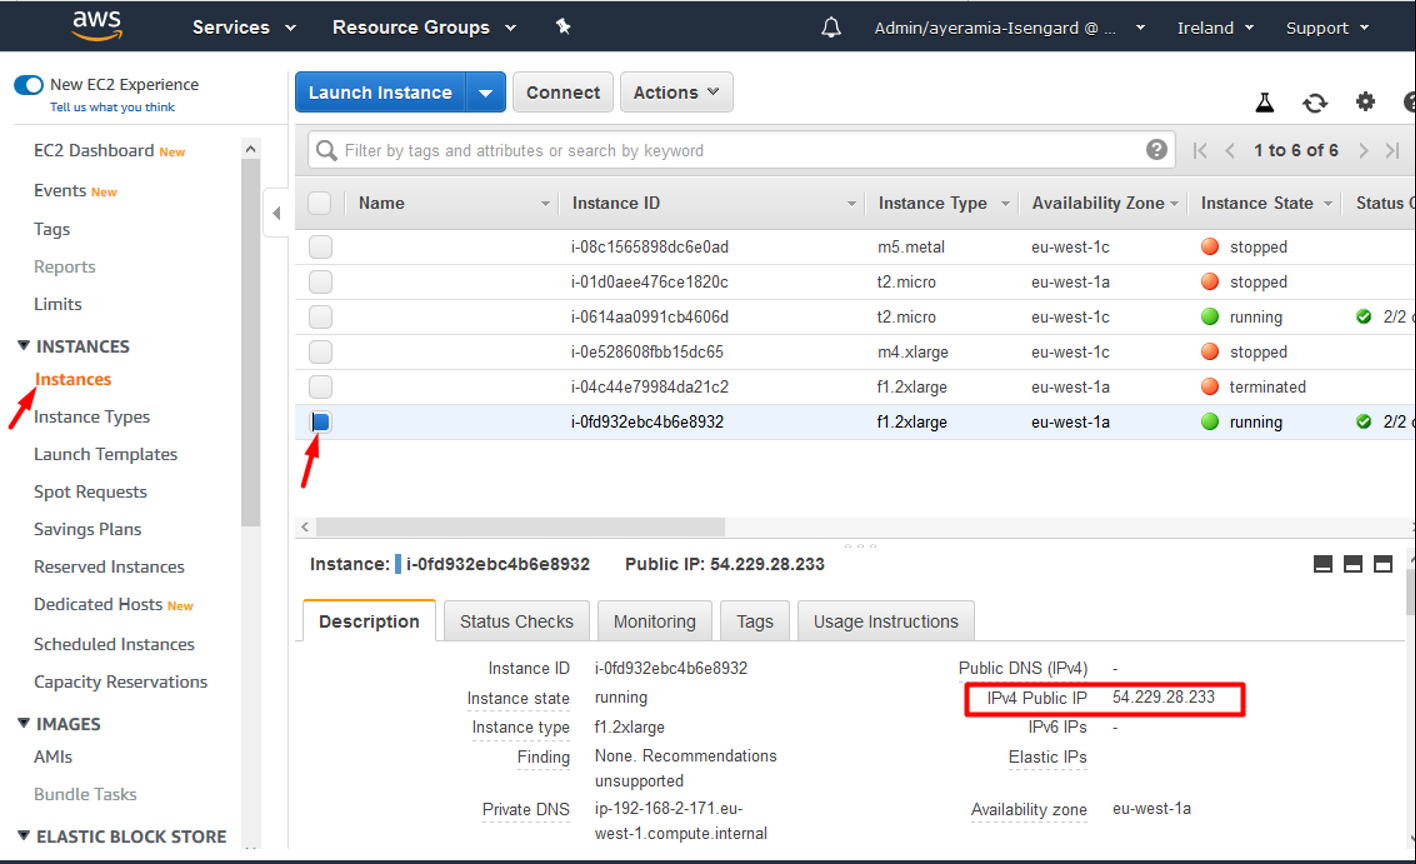 aws Services Resource Groups Admin/ayeramia-Isengard @ ... Ireland Support
New EC2 Experience
Tell us what you think
EC2 Dashboard New
Events New
Tags
Reports
Limits
INSTANCES
Instances
Instance Types
Launch Templates
Spot Requests
Savings Plans
Reserved Instances
Dedicated Hosts New
Scheduled Instances
Capacity Reservations
IMAGES
AMIs
Bundle Tasks
ELASTIC BLOCK STORE
Launch Instance Connect Actions
Filter by tags and attributes or search by keyword 1 to 6 of 6
Name Instance ID Instance Type Availability Zone Instance State Status C
i-08c1565898dc6e0ad m5.metal eu-west-1c stopped
i-01d0aee476ce1820c t2.micro eu-west-1a stopped
i-0614aa0991cb4606d t2.micro eu-west-1c running 2/2 c
i-0e528608fbb15dc65 m4.xlarge eu-west-1c stopped
i-04c44e79984da21c2 f1.2xlarge eu-west-1a terminated
i-0fd932ebc4b6e8932 f1.2xlarge eu-west-1a running 2/2 c
Instance: i-0fd932ebc4b6e8932 Public IP: 54.229.28.233
Description Status Checks Monitoring Tags Usage Instructions
Instance ID i-0fd932ebc4b6e8932 Public DNS (IPv4) -
Instance state running IPv4 Public IP 54.229.28.233
Instance type f1.2xlarge IPv6 IPs -
Finding None. Recommendations Elastic IPs
unsupported
Private DNS ip-192-168-2-171.eu- Availability zone eu-west-1a
west-1.compute.internal